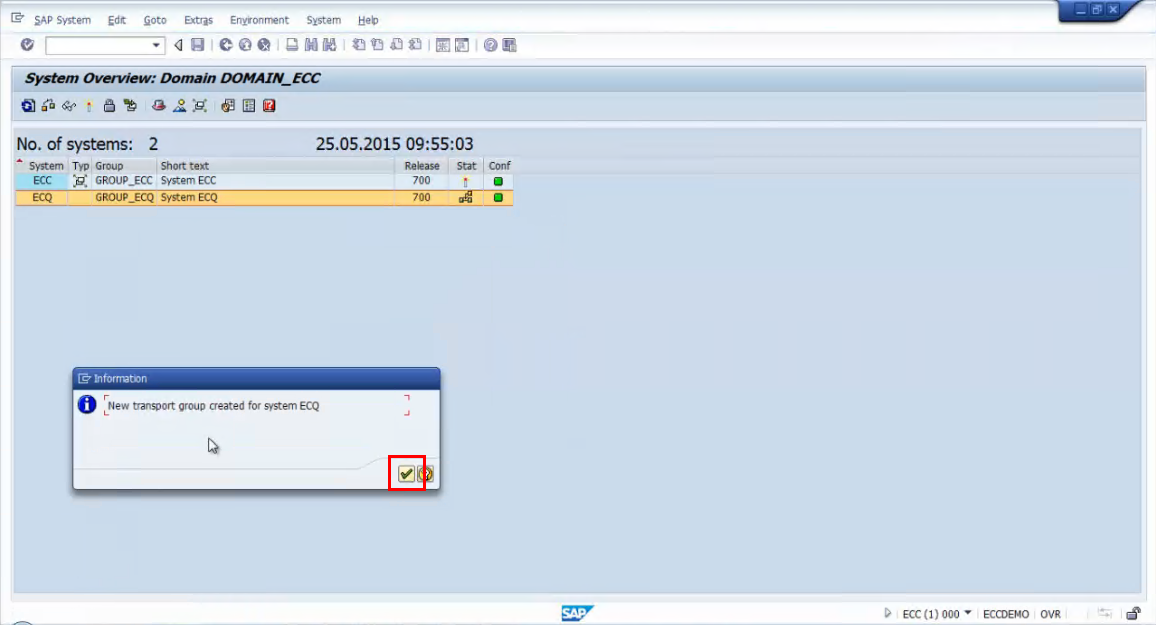 SAP System Edit Goto Extras Environment System Help
System Overview: Domain DOMAIN_ECC
No. of systems: 2 25.05.2015 09:55:03
System Typ Group Short text Release Stat Conf
ECC GROUP_ECC System ECC 700
ECQ GROUP_ECQ System ECQ 700
Information
New transport group created for system ECQ
SAP ECC (1) 000 ECCDEMO OVR